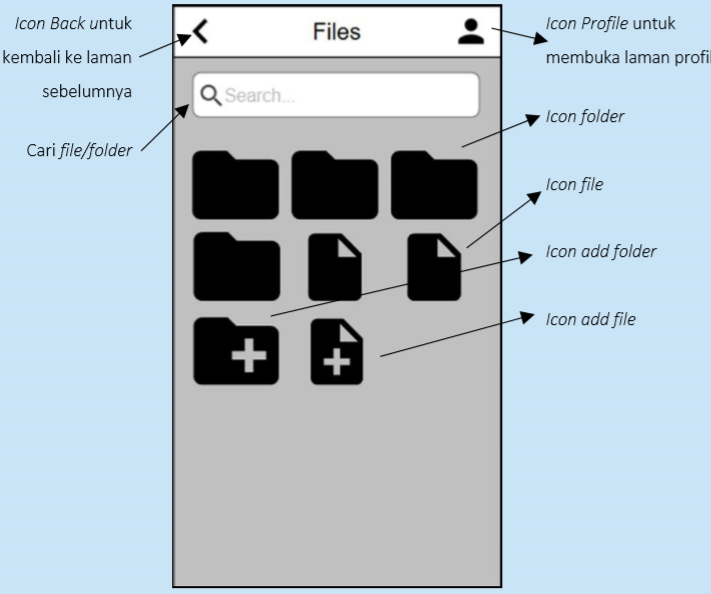 Icon Back untuk
kembali ke laman
sebelumnya
Cari file/folder
Files
Search...
Icon Profile untuk
membuka laman profil
Icon folder
Icon file
Icon add folder
Icon add file